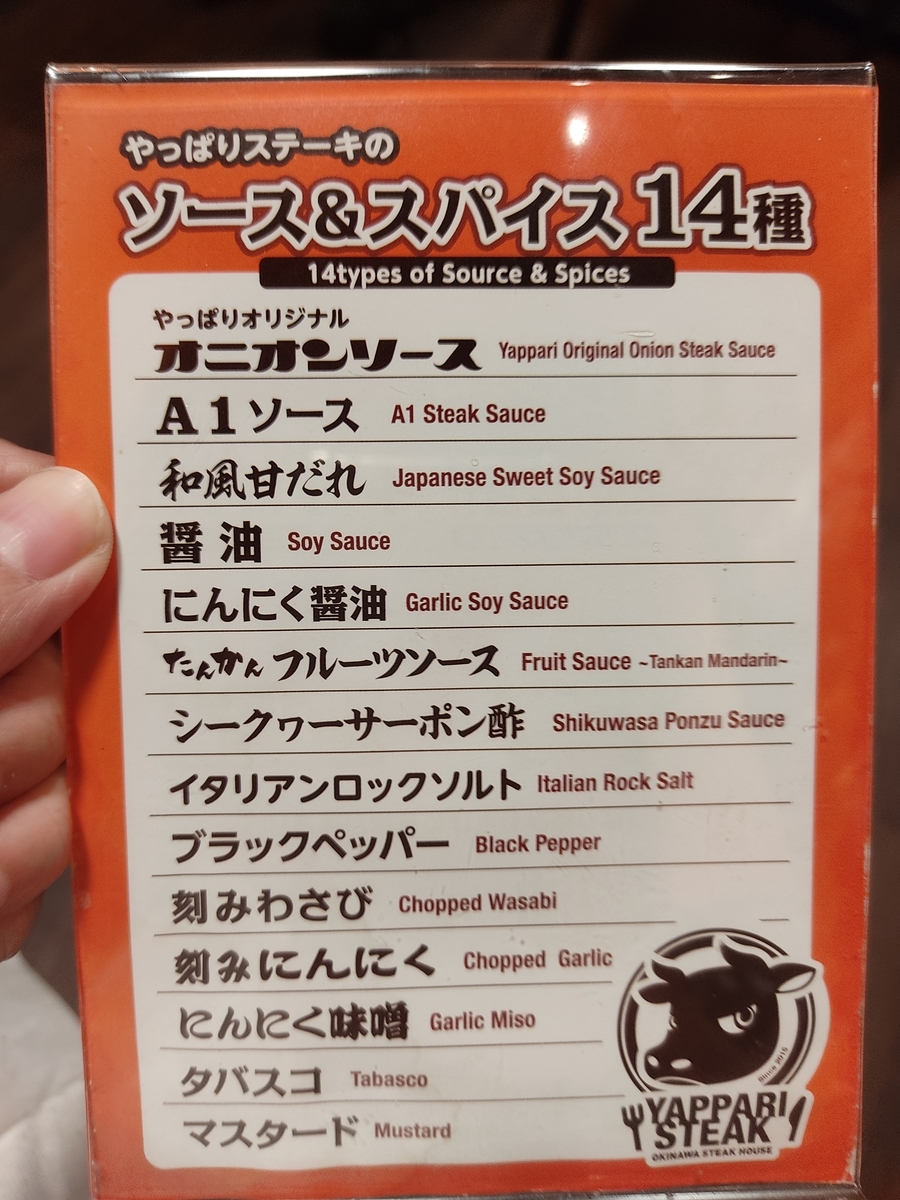 やっぱりステーキの
ソース&スパイス14種
14types of Source & Spices
やっぱりオリジナル
オニオンソース Yappari Original Onion Steak Sauce
A1ソース A1 Steak Sauce
和風甘だれ Japanese Sweet Soy Sauce
醤油 Soy Sauce
にんにく醤油 Garlic Soy Sauce
たんかんフルーツソース Fruit Sauce ~Tankan Mandarin~
シークヮーサーポン酢 Shikuwasa Ponzu Sauce
イタリアンロックソルト Italian Rock Salt
ブラックペッパー Black Pepper
刻みわさび Chopped Wasabi
刻みにんにく Chopped Garlic
にんにく味噌 Garlic Miso
タバスコ Tabasco
マスタード Mustard
Since 2015
YAPPARI
STEAK
OKINAWA STEAK HOUSE